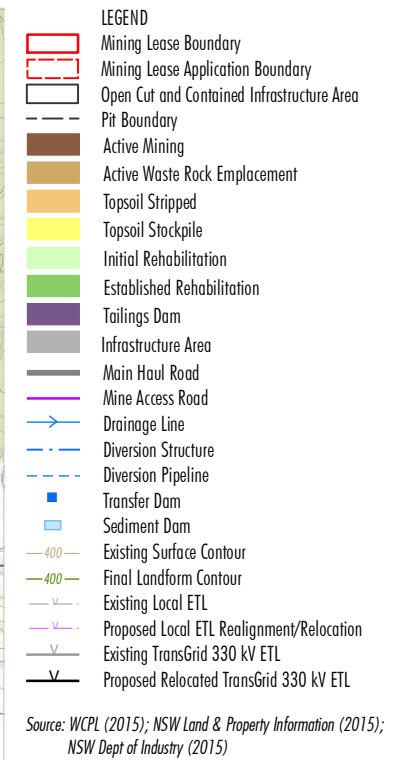 LEGEND
Mining Lease Boundary
Mining Lease Application Boundary
Open Cut and Contained Infrastructure Area
Pit Boundary
Active Mining
Active Waste Rock Emplacement
Topsoil Stripped
Topsoil Stockpile
Initial Rehabilitation
Established Rehabilitation
Tailings Dam
Infrastructure Area
Main Haul Road
Mine Access Road
Drainage Line
Diversion Structure
Diversion Pipeline
Transfer Dam
Sediment Dam
400 Existing Surface Contour
400 Final Landform Contour
Existing Local ETL
Proposed Local ETL Realignment/Relocation
Existing TransGrid 330 kV ETL
Proposed Relocated TransGrid 330 kV ETL
Source: WCPL (2015); NSW Land & Property Information (2015);
NSW Dept of Industry (2015)